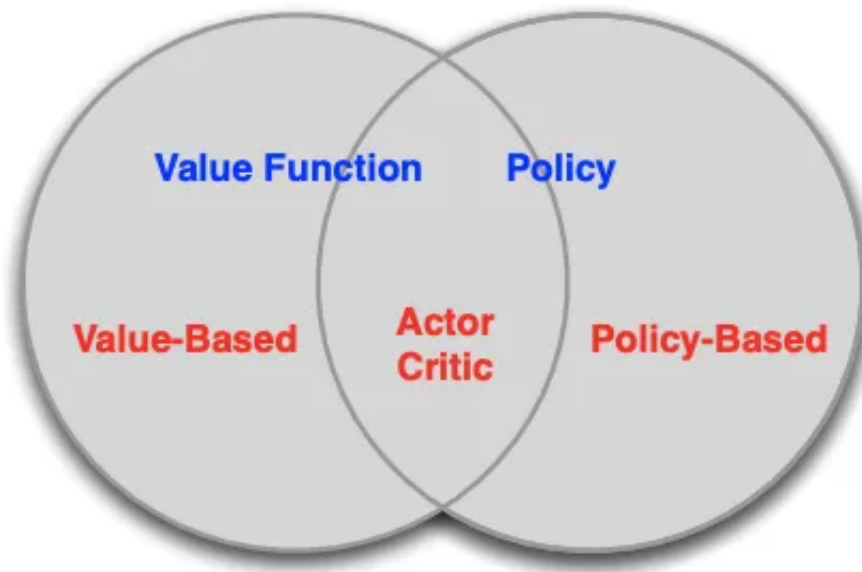 Value Function
Policy
Value-Based
Actor
Critic
Policy-Based